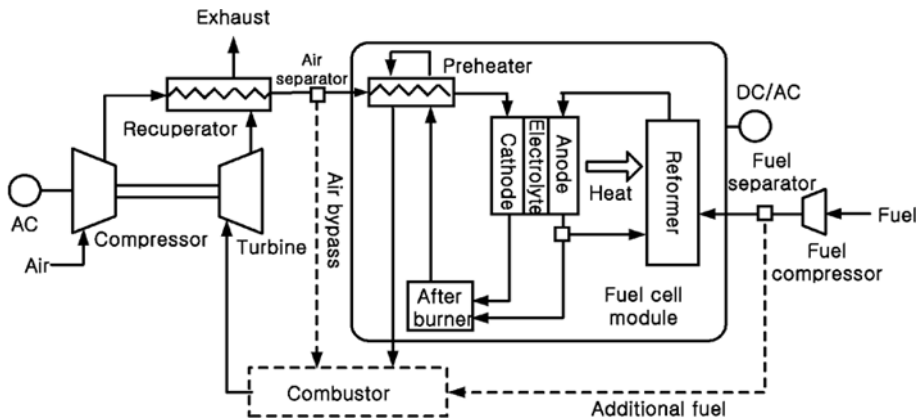 Exhaust
Air
separator
Preheater
Recuperator
DC/AC
Cathode
Electrolyte
Anode
Reformer
Heat
Fuel
separator
Fuel
Fuel
compressor
AC
Compressor
Turbine
Air
Air bypass
After
burner
Fuel cell
module
Combustor
Additional fuel